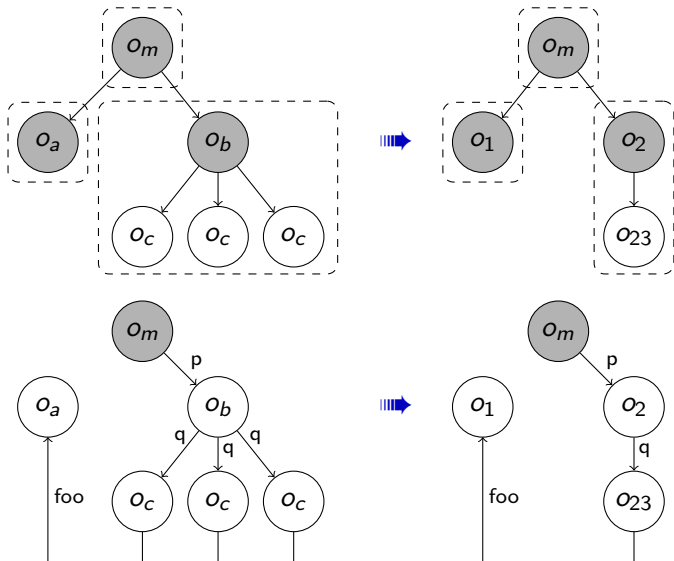 o_m o_m
o_a o_b o_1 o_2
o_c o_c o_c o_23
o_m o_m
p p
o_a o_b o_1 o_2
q q q q
o_c o_c o_c o_23
foo foo